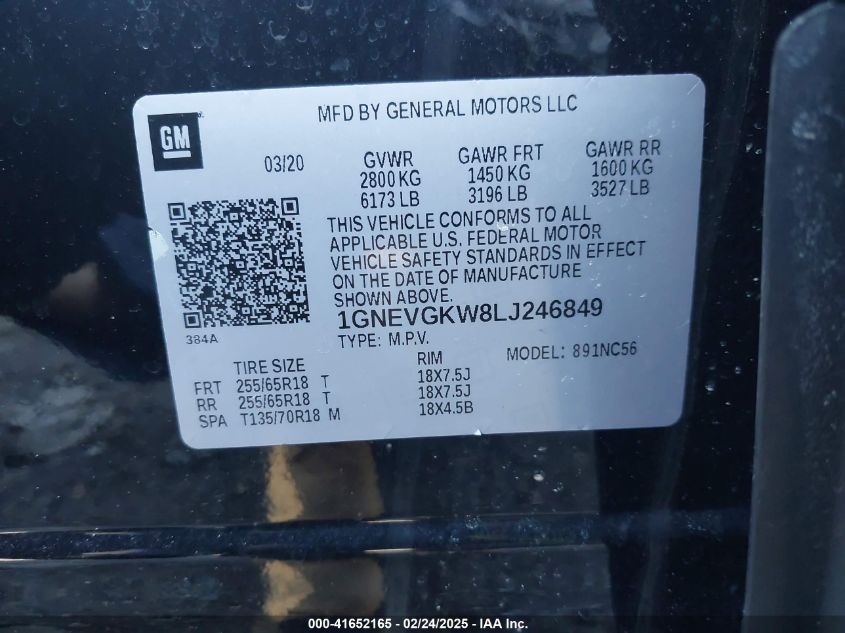 MFD BY GENERAL MOTORS LLC
GM
03/20
GVWR
2800 KG
6173 LB
GAWR FRT
1450 KG
3196 LB
GAWR RR
1600 KG
3527 LB
THIS VEHICLE CONFORMS TO ALL
APPLICABLE U.S. FEDERAL MOTOR
VEHICLE SAFETY STANDARDS IN EFFECT
ON THE DATE OF MANUFACTURE
SHOWN ABOVE.
384A
1GNEVGKW8LJ246849
TYPE: M.P.V.
MODEL: 891NC56
TIRE SIZE RIM
FRT 255/65R18 T 18X7.5J
RR 255/65R18 T 18X7.5J
SPA T135/70R18 M 18X4.5B
000-41652165 - 02/24/2025 - IAA Inc.